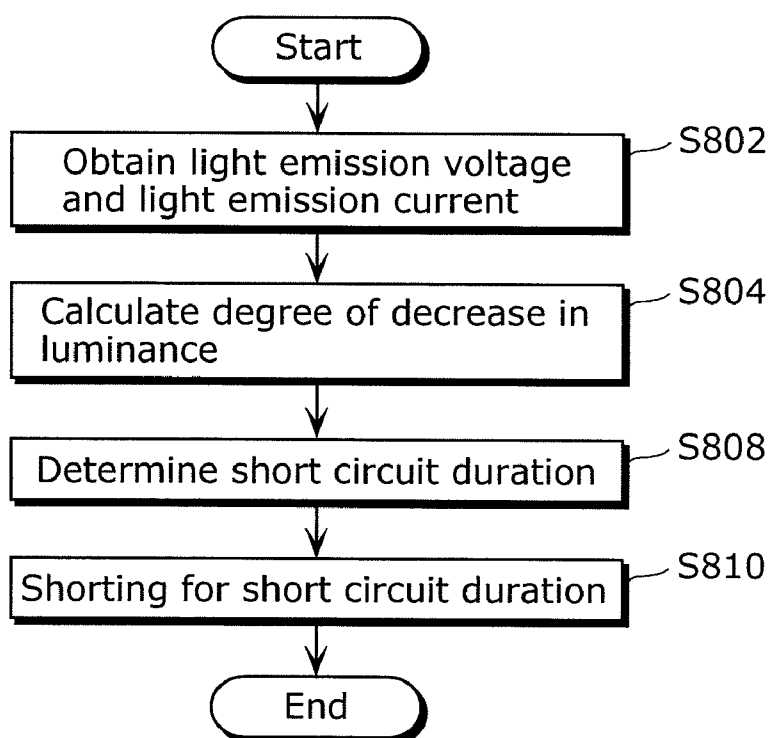 Start
S802
Obtain light emission voltage
and light emission current
S804
Calculate degree of decrease in
luminance
S808
Determine short circuit duration
S810
Shorting for short circuit duration
End